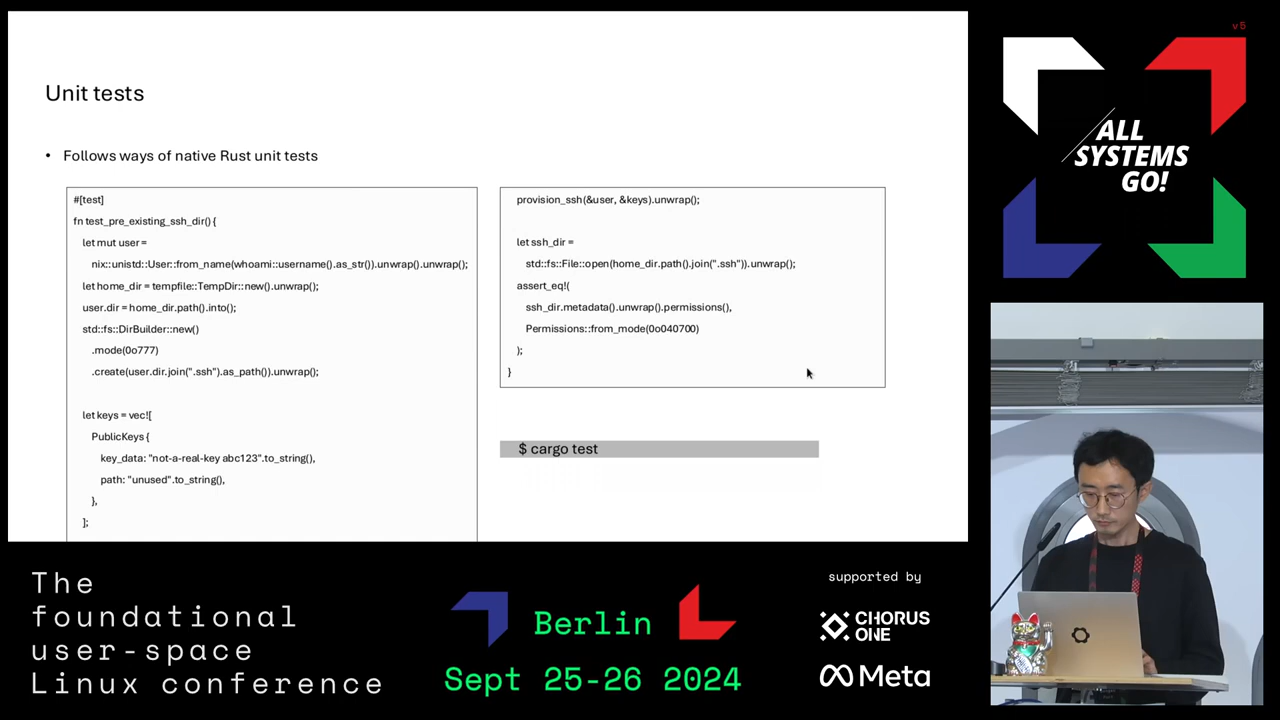 Unit tests
• Follows ways of native Rust unit tests
#[test]
fn test_pre_existing_ssh_dir() {
let mut user =
nix::unistd::User::from_name(whoami::username().as_str()).unwrap().unwrap();
let home_dir = tempfile::TempDir::new().unwrap();
user.dir = home_dir.path().into();
std::fs::DirBuilder::new()
.mode(0o777)
.create(user.dir.join(".ssh").as_path()).unwrap();
let keys = vec![
PublicKeys {
key_data: "not-a-real-key abc123".to_string(),
path: "unused".to_string(),
},
];
provision_ssh(&user, &keys).unwrap();
let ssh_dir =
std::fs::File::open(home_dir.path().join(".ssh")).unwrap();
assert_eq!(
ssh_dir.metadata().unwrap().permissions(),
Permissions::from_mode(0o040700)
);
}
$ cargo test
v5
ALL
SYSTEMS
GO!
The
foundational
user-space
Linux conference
Berlin
Sept 25-26 2024
supported by
CHORUS
ONE
Meta